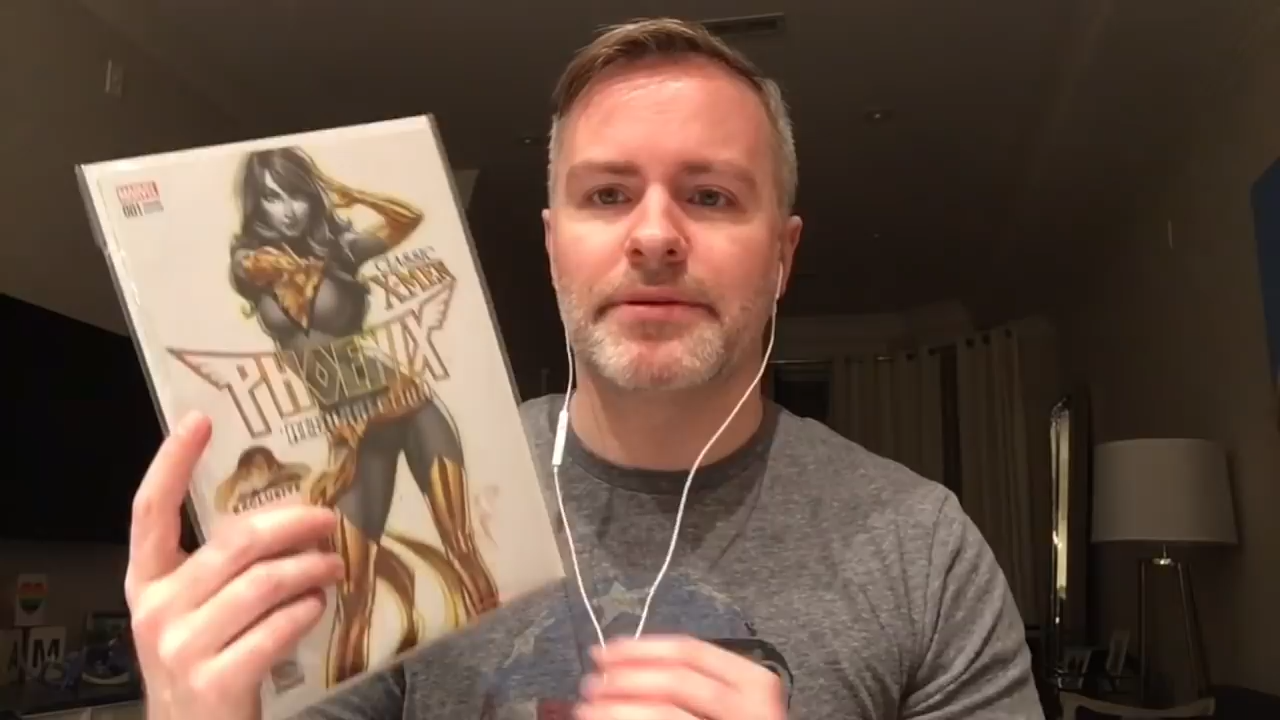 MARVEL
001
CLASSIC
X-MEN
PHOENIX
EXCLUSIVE
M